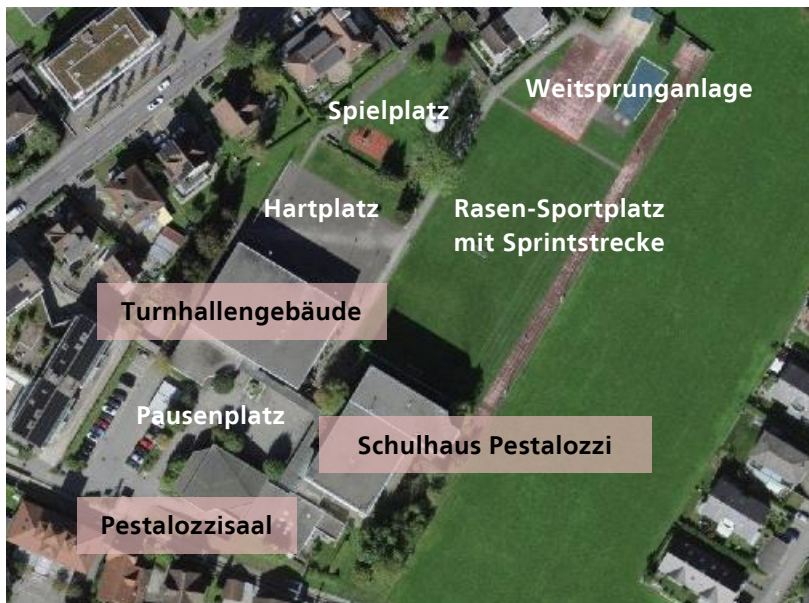 Weitsprunganlage
Spielplatz
Hartplatz
Rasen-Sportplatz
mit Sprintstrecke
Turnhallengebäude
Pausenplatz
Schulhaus Pestalozzi
Pestalozzisaal